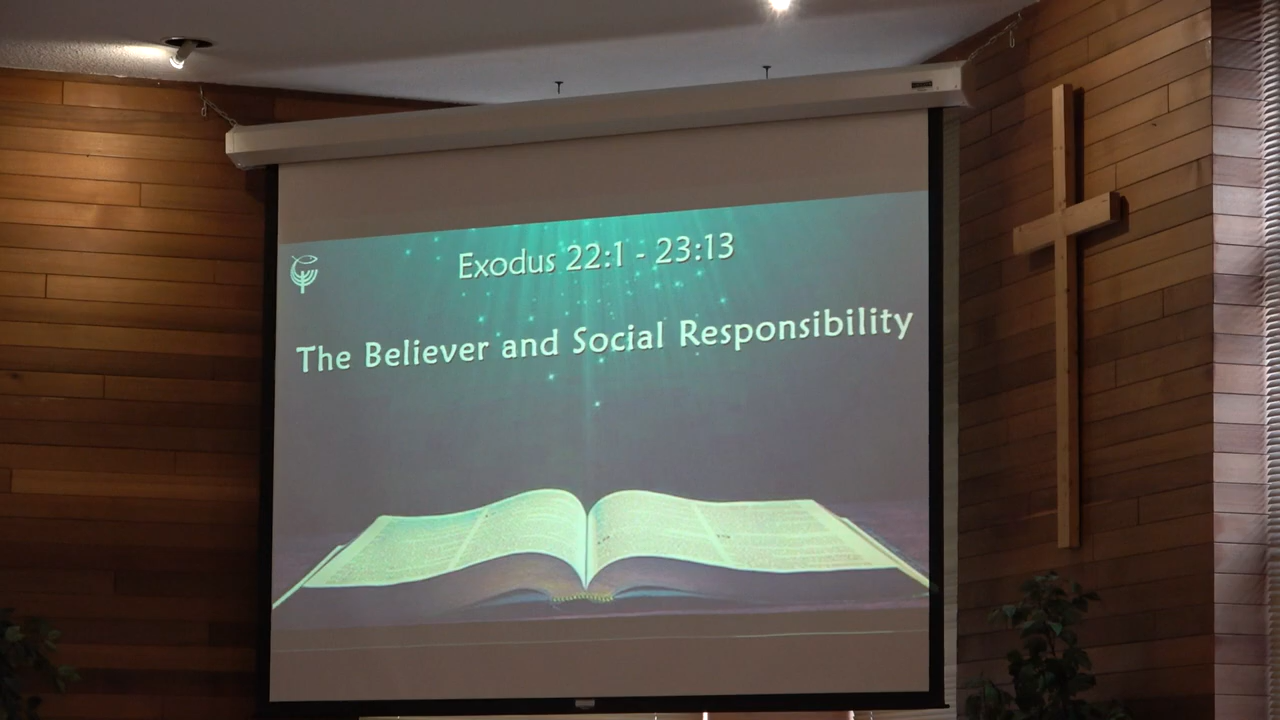 Exodus 22:1 - 23:13
The Believer and Social Responsibility